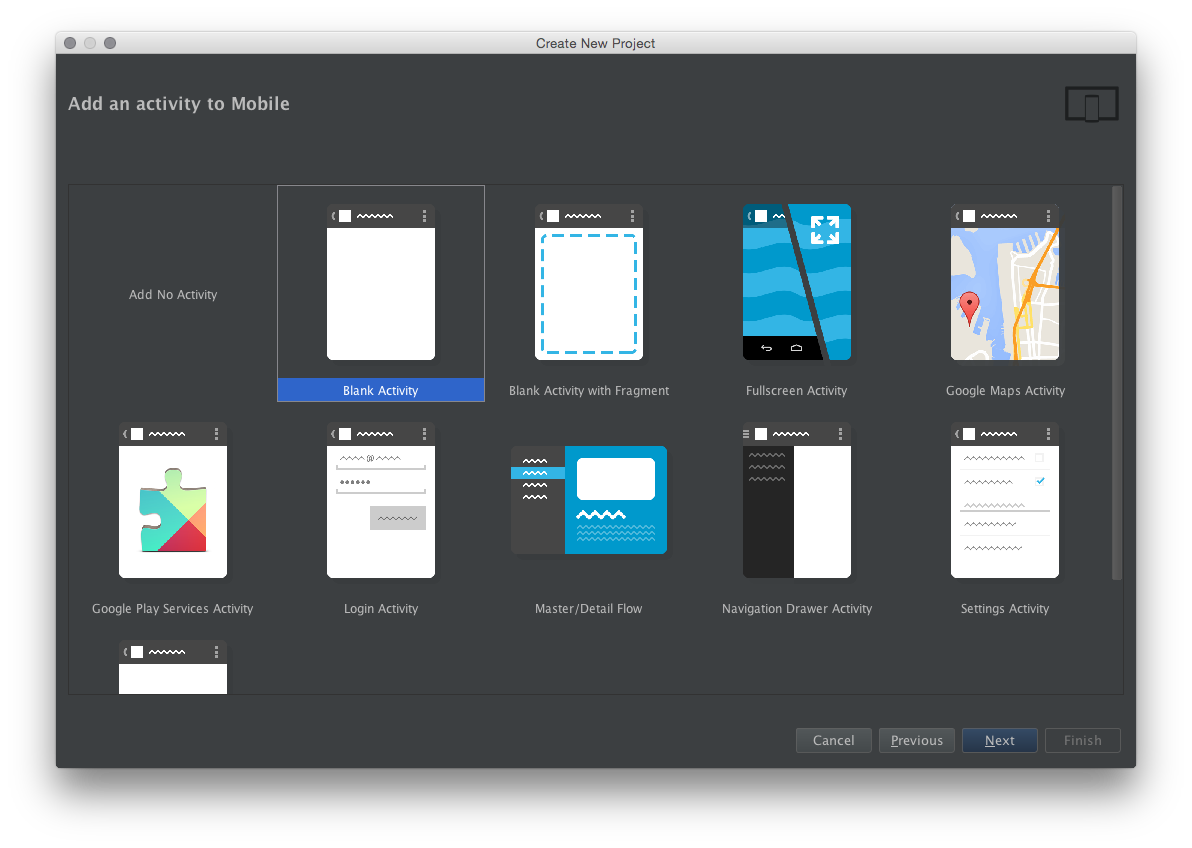 Create New Project
Add an activity to Mobile
Add No Activity
Blank Activity
Blank Activity with Fragment
Fullscreen Activity
Google Maps Activity
Google Play Services Activity
Login Activity
Master/Detail Flow
Navigation Drawer Activity
Settings Activity
Cancel
Previous
Next
Finish